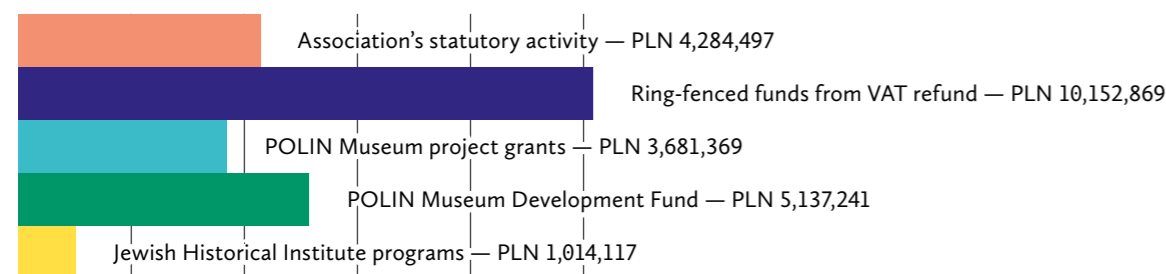 Association’s statutory activity — PLN 4,284,497
Ring-fenced funds from VAT refund — PLN 10,152,869
POLIN Museum project grants — PLN 3,681,369
POLIN Museum Development Fund — PLN 5,137,241
Jewish Historical Institute programs — PLN 1,014,117